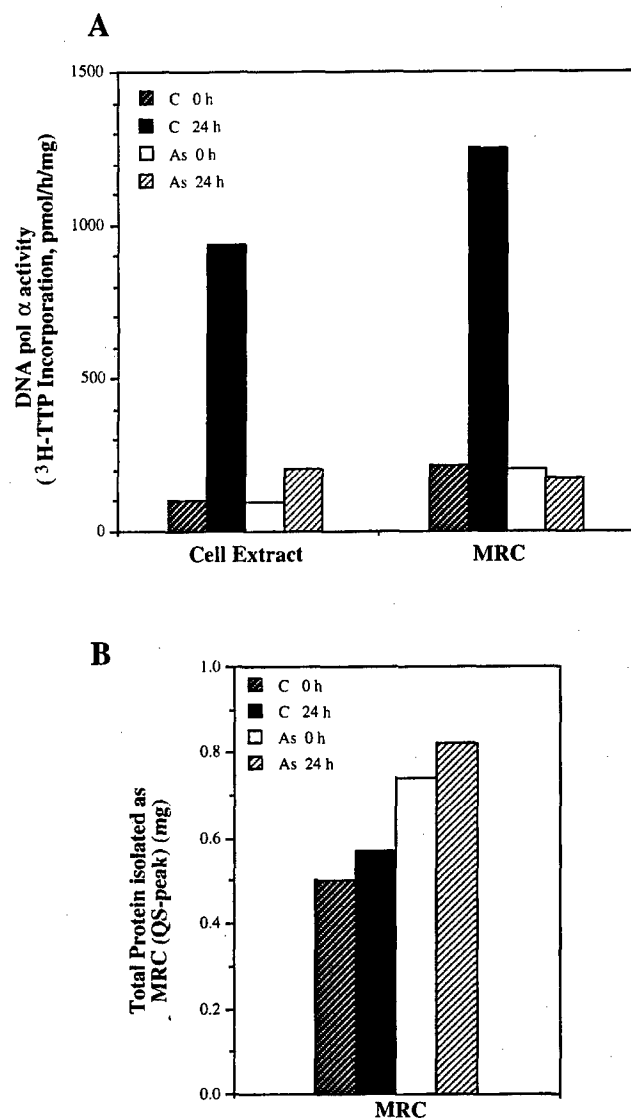 A
1500
1000
500
0
DNA pol α activity
(³H-TTP Incorporation, pmol/h/mg)
C 0 h
C 24 h
As 0 h
As 24 h
Cell Extract
MRC
B
1.0
0.8
0.6
0.4
0.2
0.0
Total Protein isolated as
MRC (QS-peak) (mg)
C 0 h
C 24 h
As 0 h
As 24 h
MRC